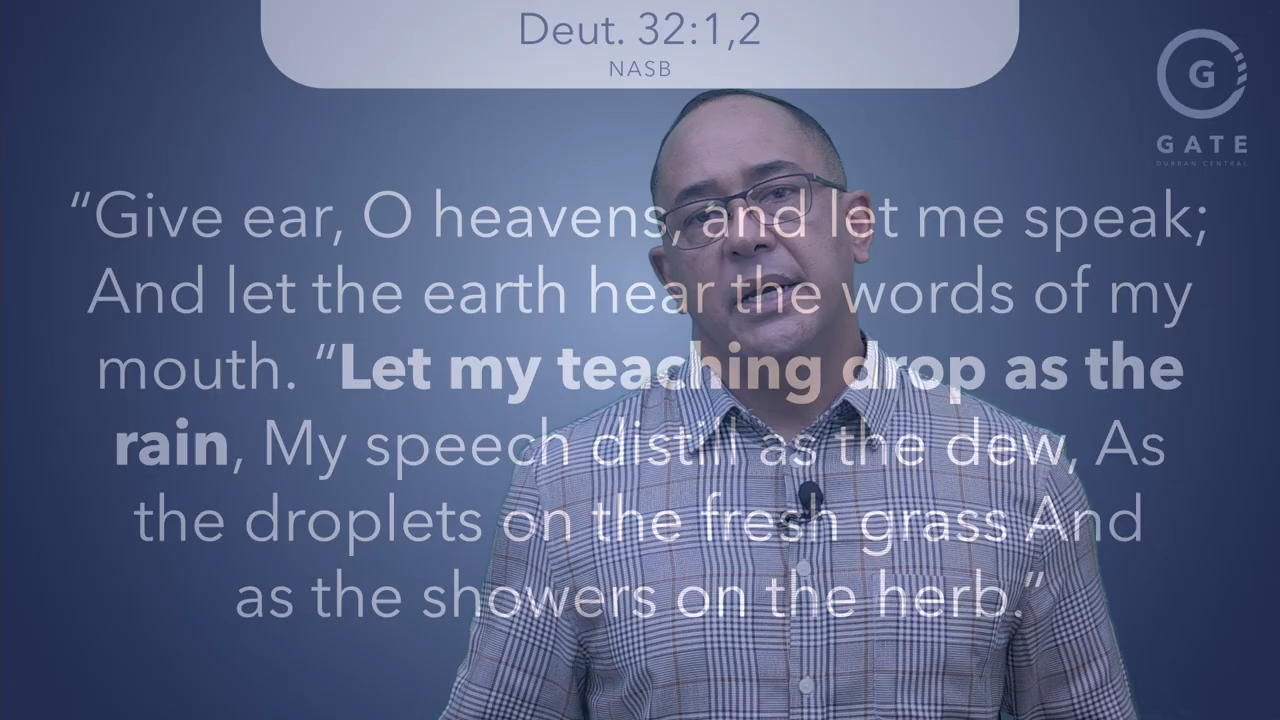 Deut. 32:1,2
NASB
G
GATE
DURBAN CENTRAL
“Give ear, O heavens, and let me speak;
And let the earth hear the words of my
mouth. “Let my teaching drop as the
rain, My speech distill as the dew, As
the droplets on the fresh grass And
as the showers on the herb.”